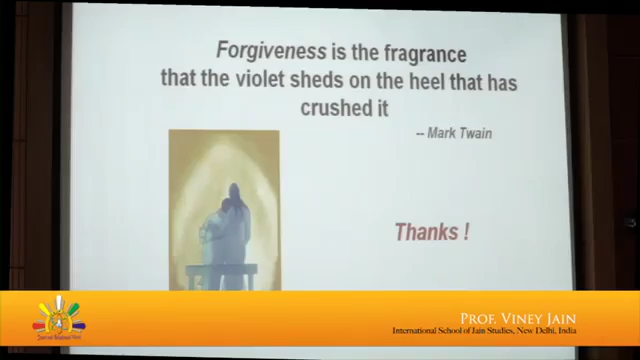 Forgiveness is the fragrance
that the violet sheds on the heel that has
crushed it
-- Mark Twain
Thanks !
Prof. Viney Jain
International School of Jain Studies, New Delhi, India